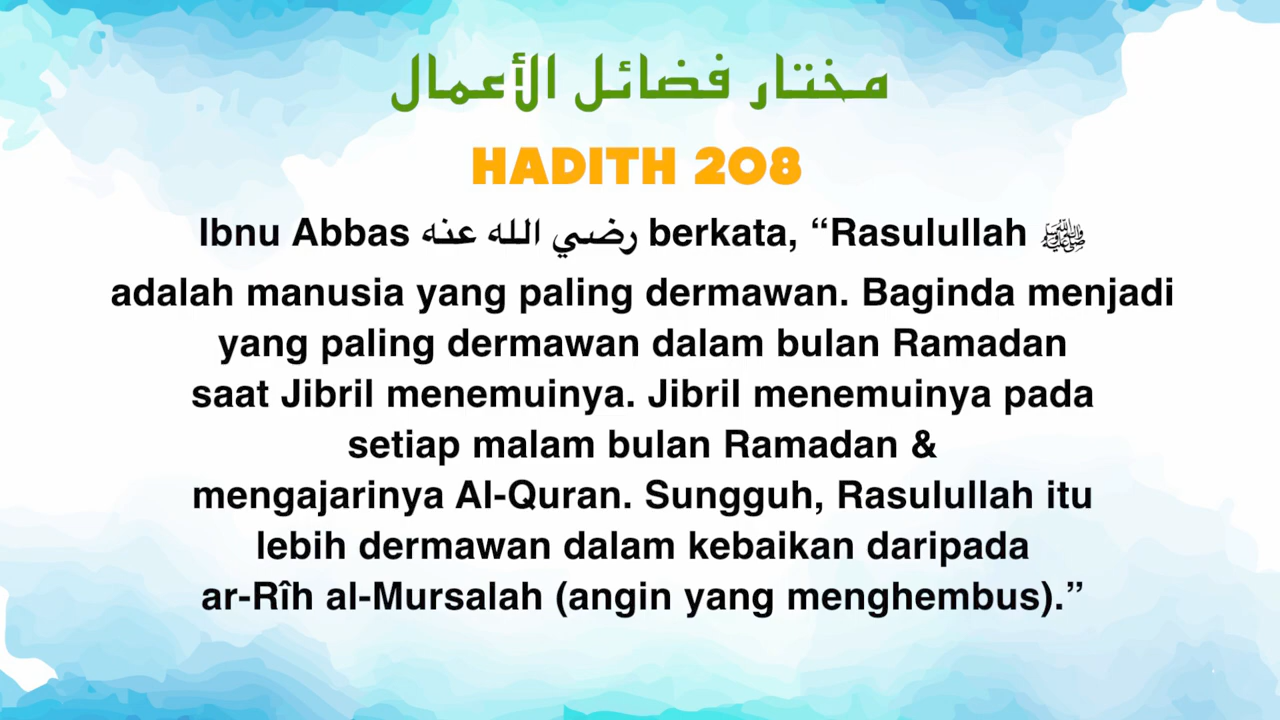 مختار فضائل الأعمال
HADITH 208
Ibnu Abbas رضي الله عنه berkata, “Rasulullah ﷺ
adalah manusia yang paling dermawan. Baginda menjadi
yang paling dermawan dalam bulan Ramadan
saat Jibril menemuinya. Jibril menemuinya pada
setiap malam bulan Ramadan &
mengajarinya Al-Quran. Sungguh, Rasulullah itu
lebih dermawan dalam kebaikan daripada
ar-Rîh al-Mursalah (angin yang menghembus).”